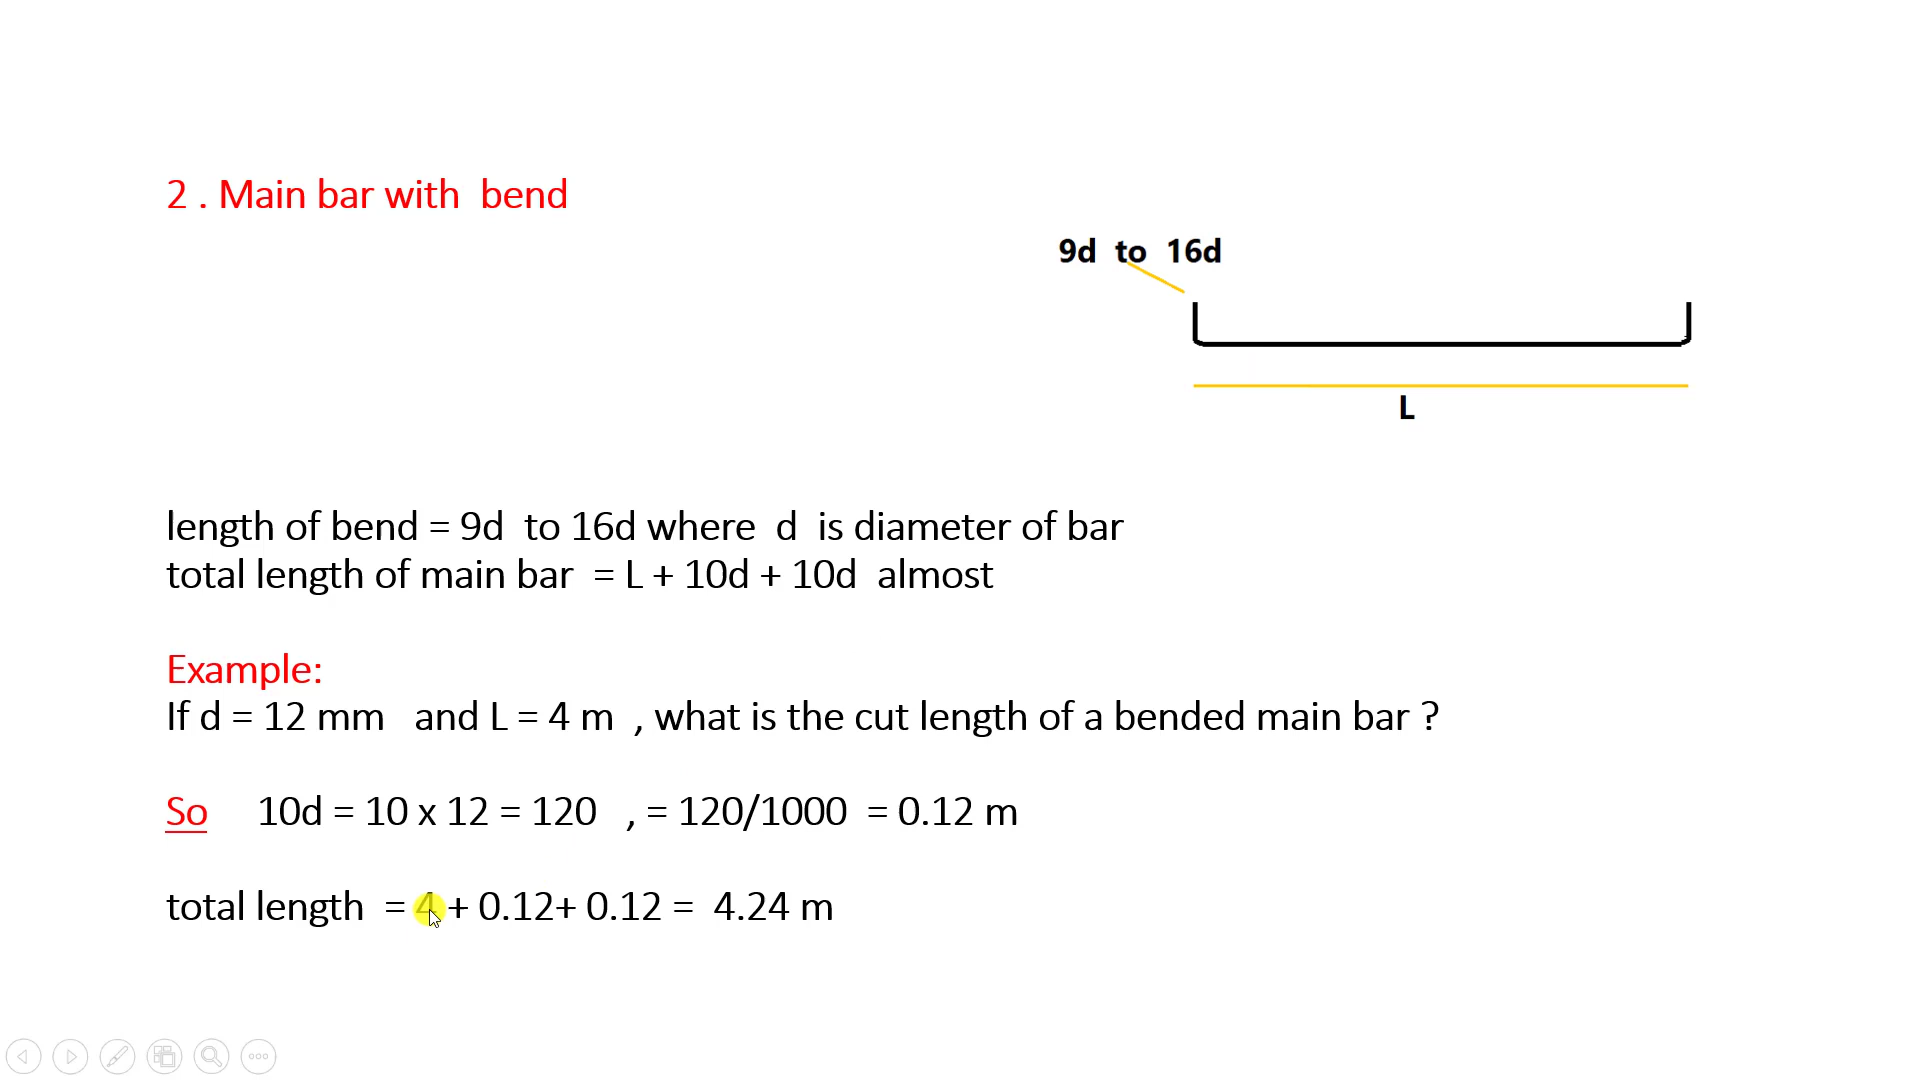 2 . Main bar with bend
9d to 16d
L
length of bend = 9d to 16d where d is diameter of bar
total length of main bar = L + 10d + 10d almost
Example:
If d = 12 mm and L = 4 m , what is the cut length of a bended main bar ?
So 10d = 10 x 12 = 120 , = 120/1000 = 0.12 m
total length = 4 + 0.12+ 0.12 = 4.24 m